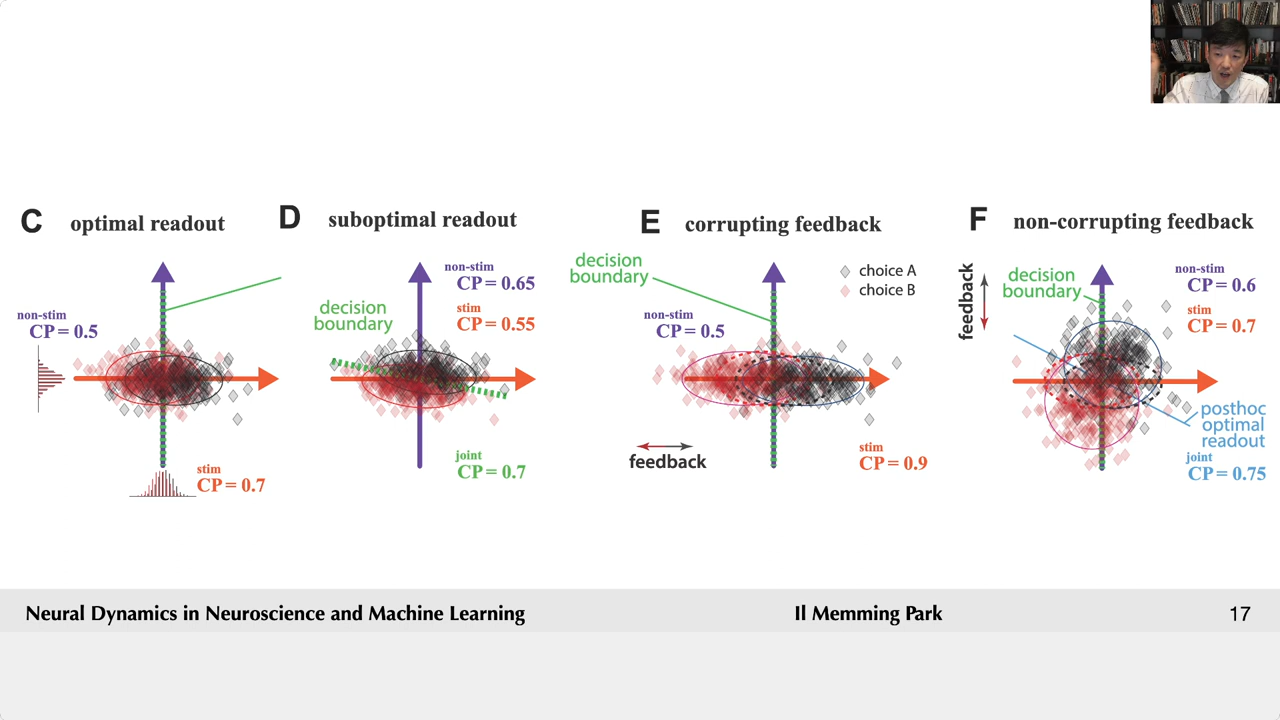 C optimal readout
non-stim
CP = 0.5
stim
CP = 0.7
D suboptimal readout
decision
boundary
non-stim
CP = 0.65
stim
CP = 0.55
joint
CP = 0.7
E corrupting feedback
decision
boundary
choice A
choice B
non-stim
CP = 0.5
feedback
stim
CP = 0.9
F non-corrupting feedback
feedback
decision
boundary
non-stim
CP = 0.6
stim
CP = 0.7
posthoc
optimal
readout
joint
CP = 0.75
Neural Dynamics in Neuroscience and Machine Learning Il Memming Park 17